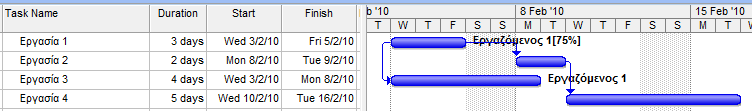 Task Name Duration Start Finish b '10 8 Feb '10 15 Feb '10
T W T F S S M T W T F S S M T W
Εργασία 1 3 days Wed 3/2/10 Fri 5/2/10 Εργαζόμενος 1[75%]
Εργασία 2 2 days Mon 8/2/10 Tue 9/2/10
Εργασία 3 4 days Wed 3/2/10 Mon 8/2/10 Εργαζόμενος 1
Εργασία 4 5 days Wed 10/2/10 Tue 16/2/10